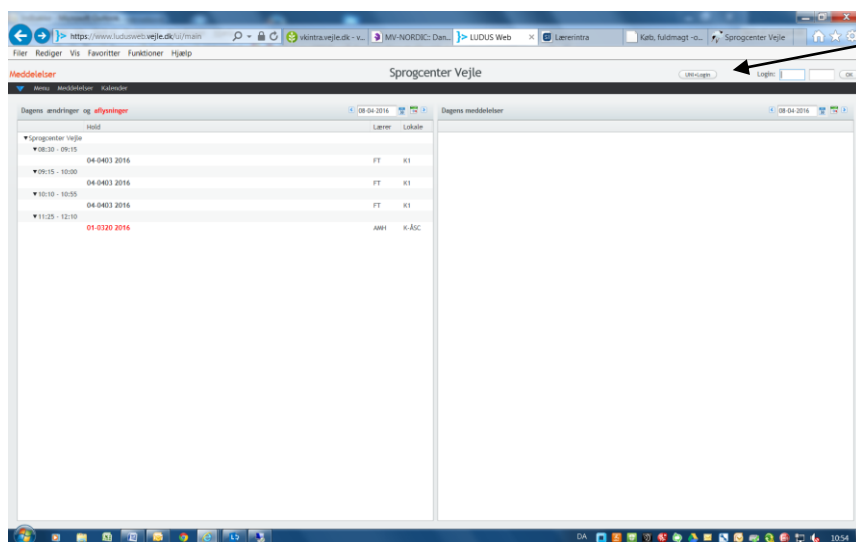 https://www.ludusweb.vejle.dk/ui/main
vkintra.vejle.dk - v...
MV-NORDIC:: Dan...
LUDUS Web
Lærerintra
Køb, fuldmagt -o...
Sprogcenter Vejle
Filer Rediger Vis Favoritter Funktioner Hjælp
Meddelelser
Sprogcenter Vejle
UNI•Login
Login:
OK
Menu Meddelelser Kalender
Dagens ændringer og aflysninger
08-04-2016
Dagens meddelelser
08-04-2016
Hold Lærer Lokale
Sprogcenter Vejle
08:30 - 09:15
04-0403 2016 FT K1
09:15 - 10:00
04-0403 2016 FT K1
10:10 - 10:55
04-0403 2016 FT K1
11:25 - 12:10
01-0320 2016 AMH K-ÅSC
DA
10:54